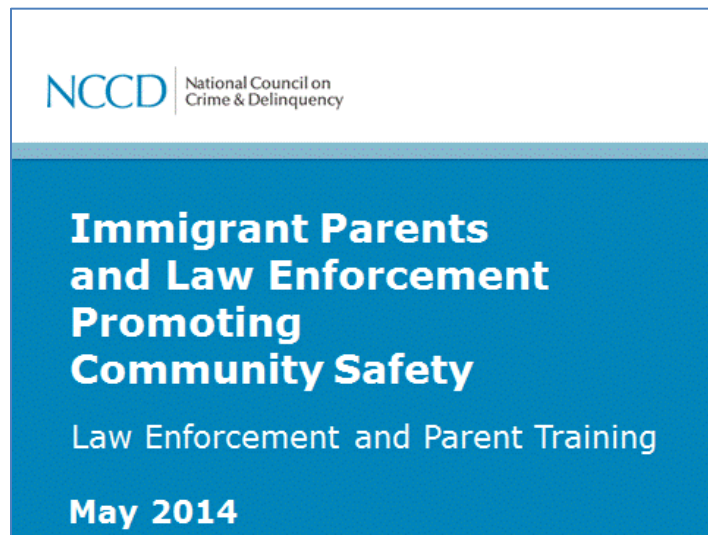 NCCD
National Council on
Crime & Delinquency
Immigrant Parents
and Law Enforcement
Promoting
Community Safety
Law Enforcement and Parent Training
May 2014